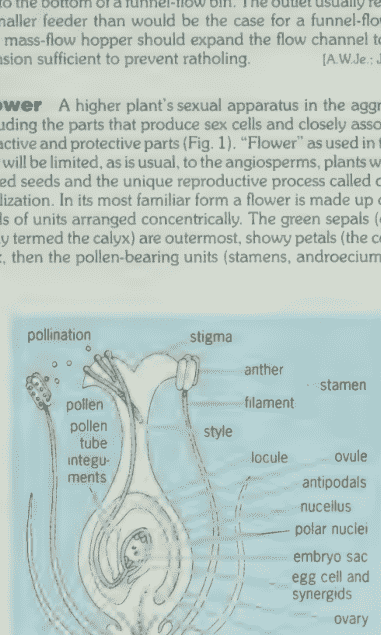 to the bottom of a funnel-flow bin. The outlet usually re
maller feeder than would be the case for a funnel-flo
mass-flow hopper should expand the flow channel to
nsion sufficient to prevent ratholing. [A.W.Je.; J
ower A higher plant's sexual apparatus in the aggr
uding the parts that produce sex cells and closely asso
active and protective parts (Fig. 1). "Flower" as used in t
will be limited, as is usual, to the angiosperms, plants w
ed seeds and the unique reproductive process called d
lization. In its most familiar form a flower is made up o
ls of units arranged concentrically. The green sepals (c
y termed the calyx) are outermost, showy petals (the co
t, then the pollen-bearing units (stamens, androecium
pollination
stigma
anther
stamen
pollen
filament
pollen
tube
style
integu-
ments
locule
ovule
antipodals
nucellus
polar nuclei
embryo sac
egg cell and
synergids
ovary